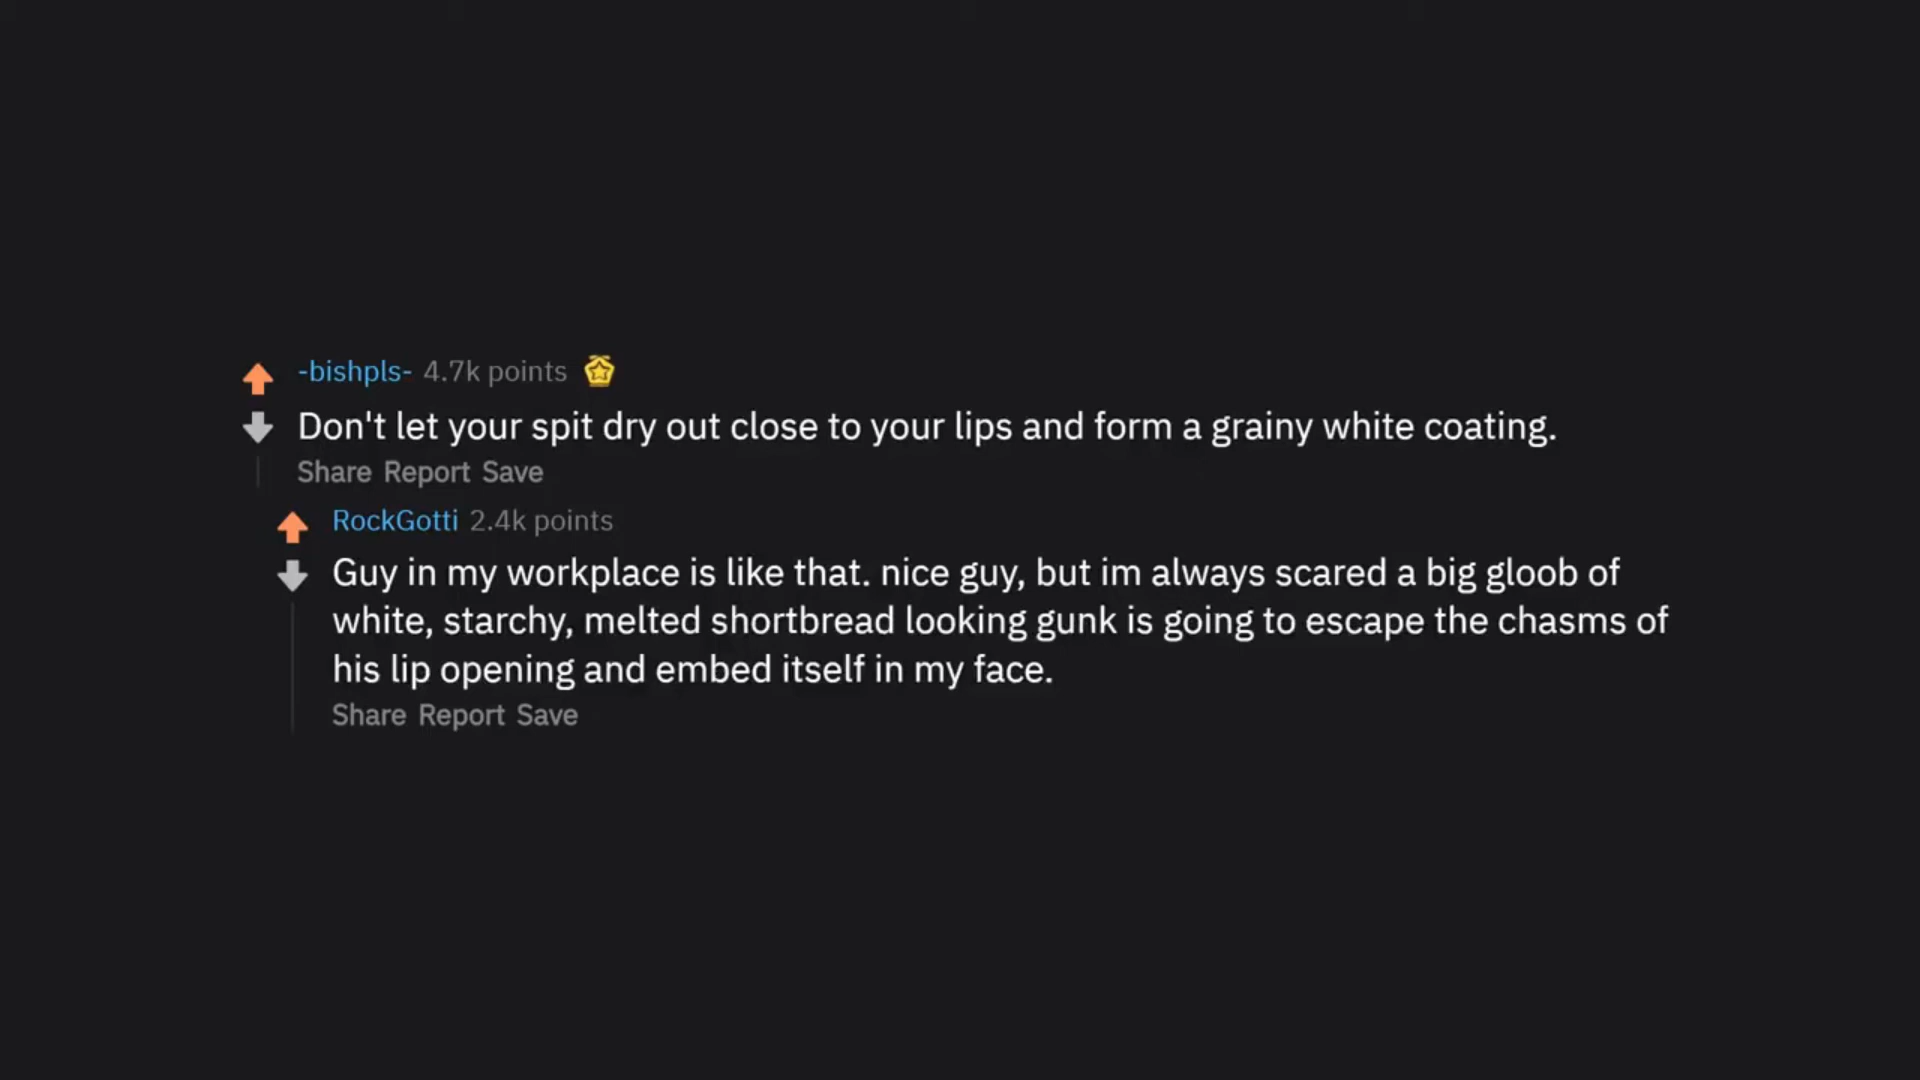 -bishpls- 4.7k points
Don't let your spit dry out close to your lips and form a grainy white coating.
Share Report Save
RockGotti 2.4k points
Guy in my workplace is like that. nice guy, but im always scared a big gloob of
white, starchy, melted shortbread looking gunk is going to escape the chasms of
his lip opening and embed itself in my face.
Share Report Save